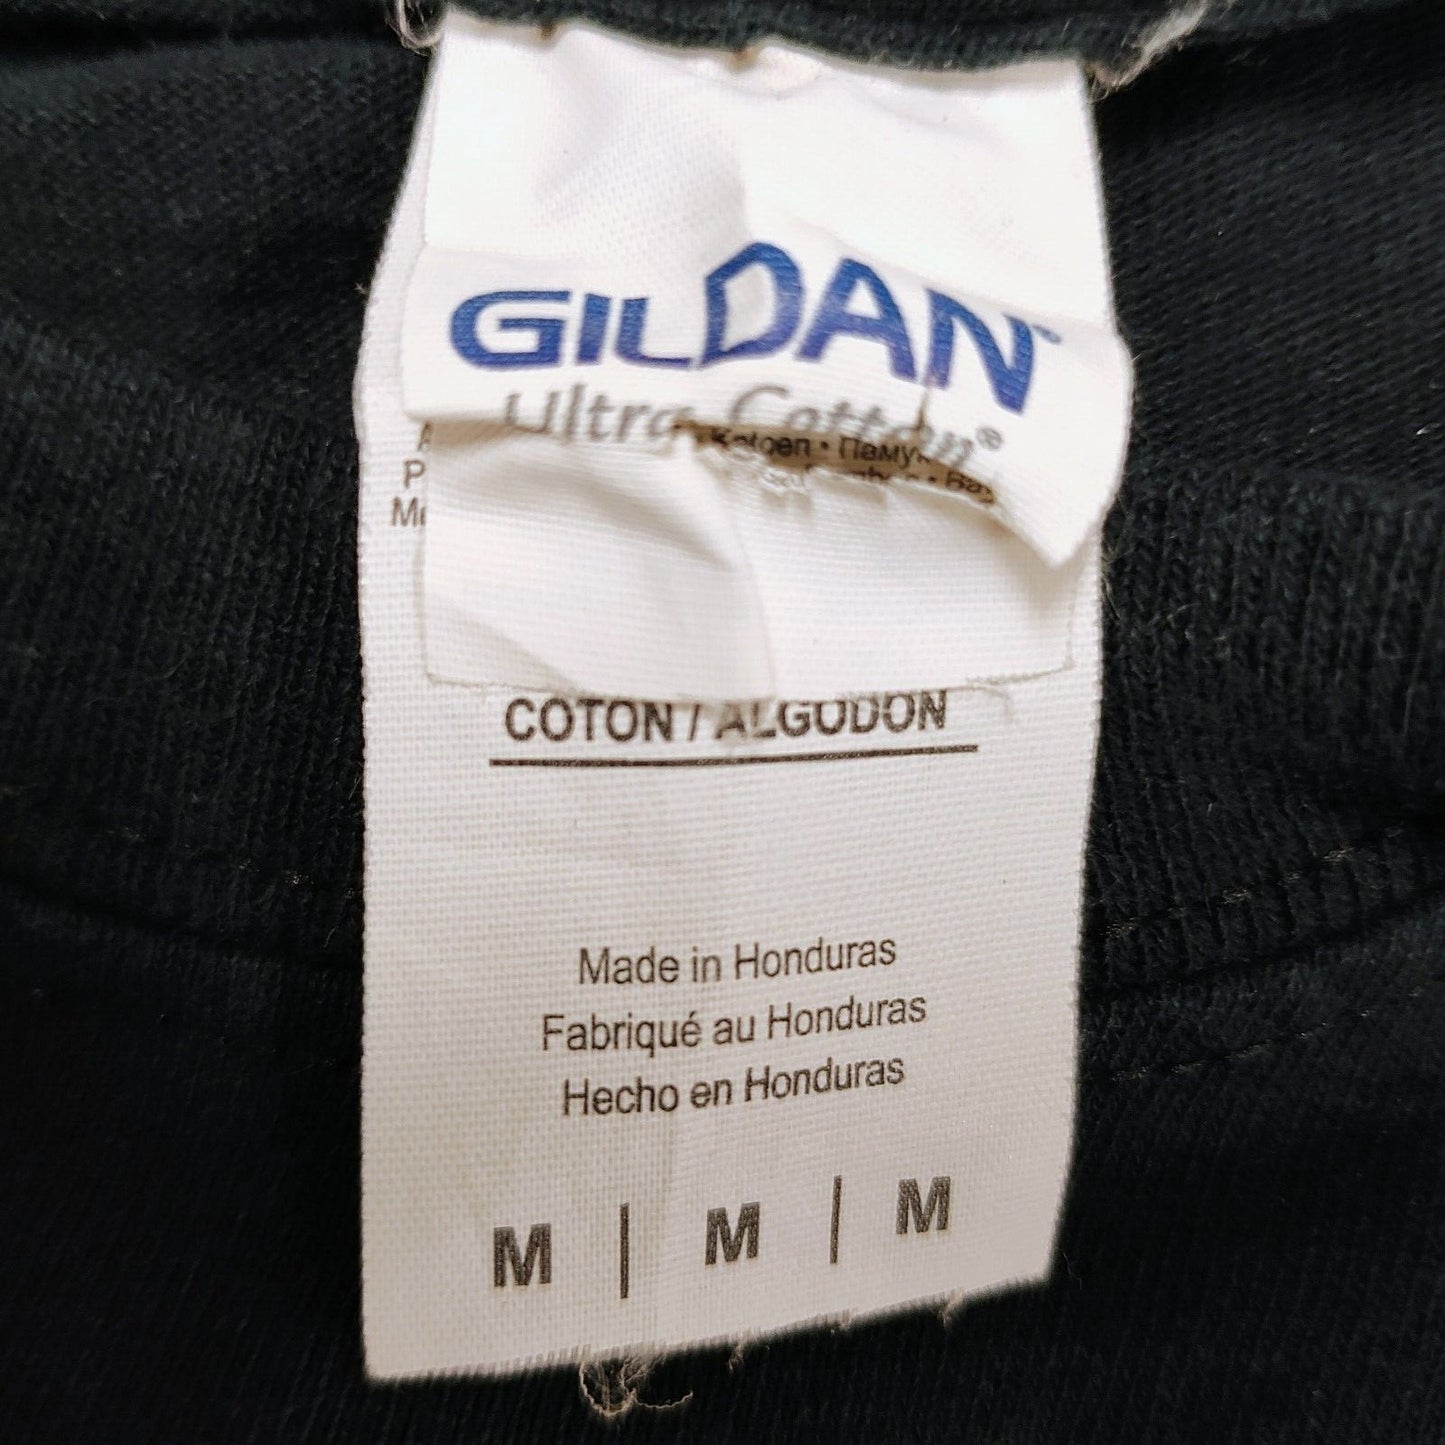 GILDAN®
Ultra Cotton®
COTON / ALGODON
Made in Honduras
Fabriqué au Honduras
Hecho en Honduras
M | M | M